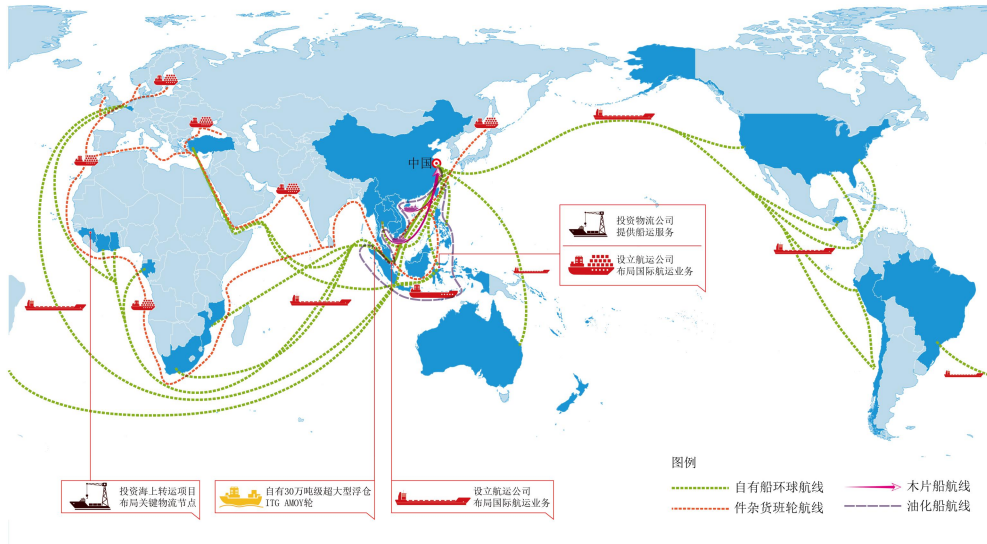 中国
投资物流公司
提供船运服务
设立航运公司
布局国际航运业务
投资海上转运项目
布局关键物流节点
自有30万吨级超大型浮仓
ITG AMOY轮
设立航运公司
布局国际航运业务
图例
自有船环球航线
木片船航线
件杂货班轮航线
油化船航线